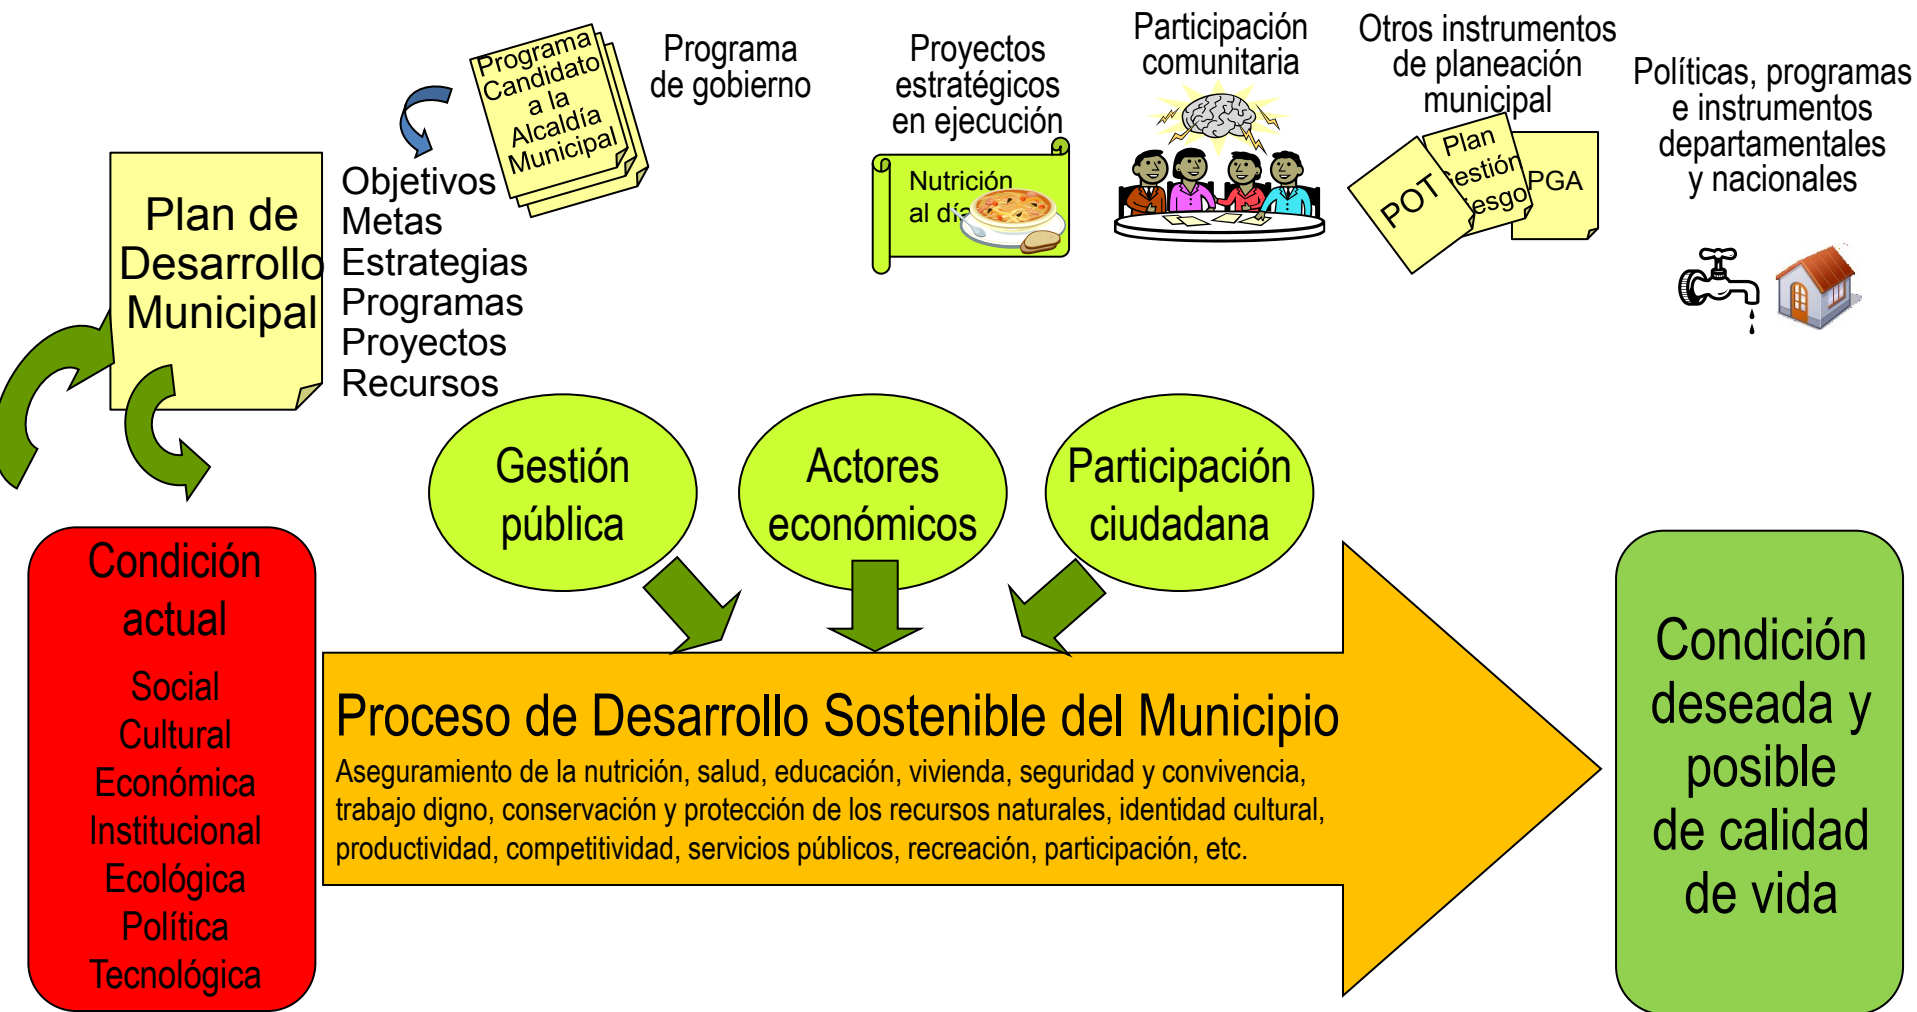 Programa
Candidato
a la
Alcaldía
Municipal
Programa
de gobierno
Proyectos
estratégicos
en ejecución
Nutrición
al día
Participación
comunitaria
Otros instrumentos
de planeación
municipal
POT
Plan
Gestión
iesgo
PGA
Políticas, programas
e instrumentos
departamentales
y nacionales
Plan de
Desarrollo
Municipal
Objetivos
Metas
Estrategias
Programas
Proyectos
Recursos
Gestión
pública
Actores
económicos
Participación
ciudadana
Condición
actual
Social
Cultural
Económica
Institucional
Ecológica
Política
Tecnológica
Proceso de Desarrollo Sostenible del Municipio
Aseguramiento de la nutrición, salud, educación, vivienda, seguridad y convivencia,
trabajo digno, conservación y protección de los recursos naturales, identidad cultural,
productividad, competitividad, servicios públicos, recreación, participación, etc.
Condición
deseada y
posible
de calidad
de vida